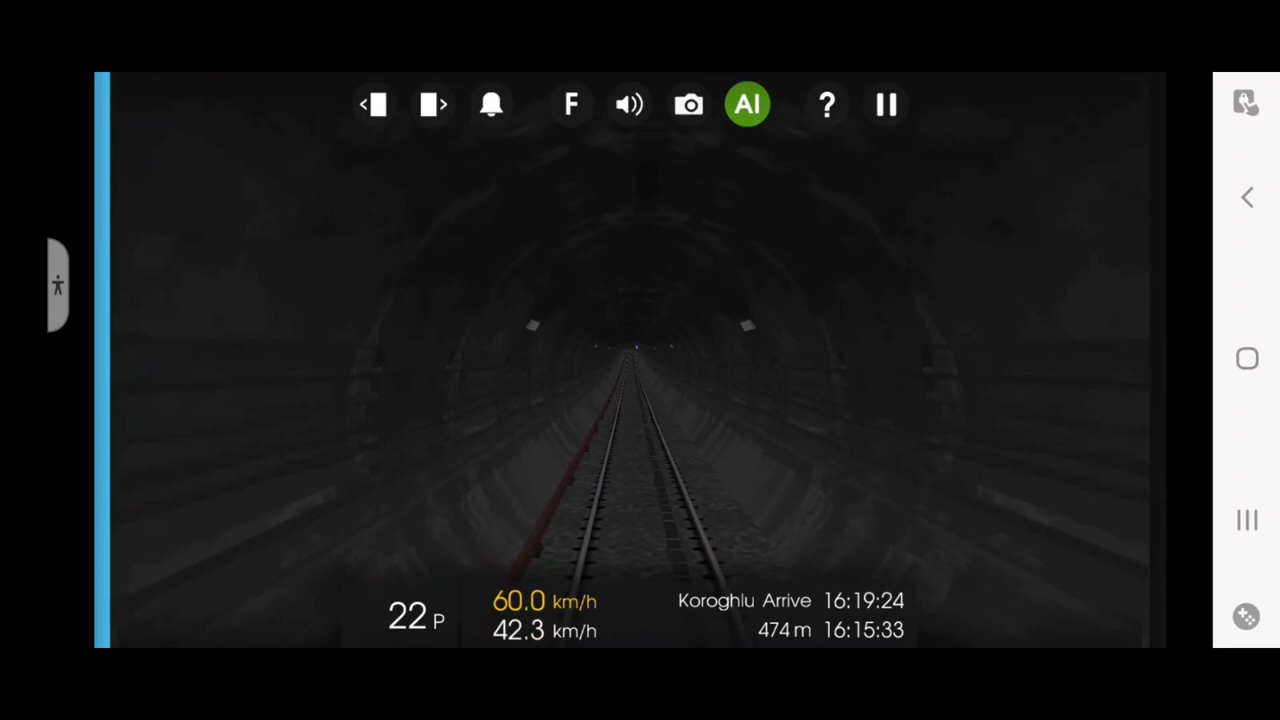 F
AI
?
22 P
60.0 km/h
42.3 km/h
Koroghlu Arrive 16:19:24
474 m 16:15:33